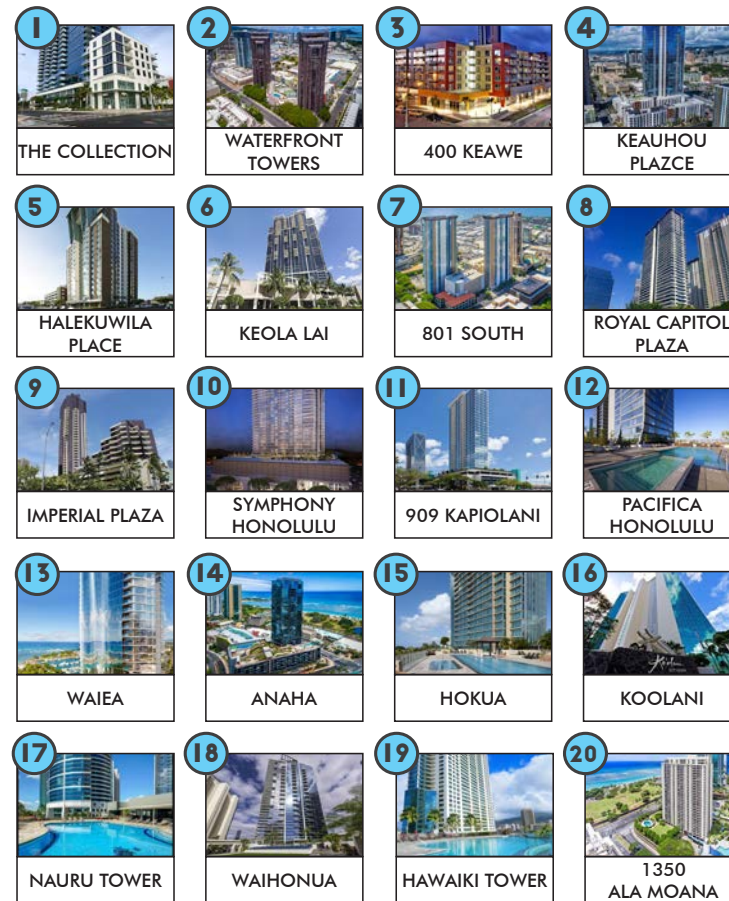 1
2
3
4
THE COLLECTION
WATERFRONT
TOWERS
400 KEAWE
KEAUHOU
PLAZCE
5
6
7
8
HALEKUWILA
PLACE
KEOLA LAI
801 SOUTH
ROYAL CAPITOL
PLAZA
9
10
11
12
IMPERIAL PLAZA
SYMPHONY
HONOLULU
909 KAPIOLANI
PACIFICA
HONOLULU
13
14
15
16
WAIEA
ANAHA
HOKUA
KOOLANI
17
18
19
20
NAURU TOWER
WAIHONUA
HAWAIKI TOWER
1350
ALA MOANA